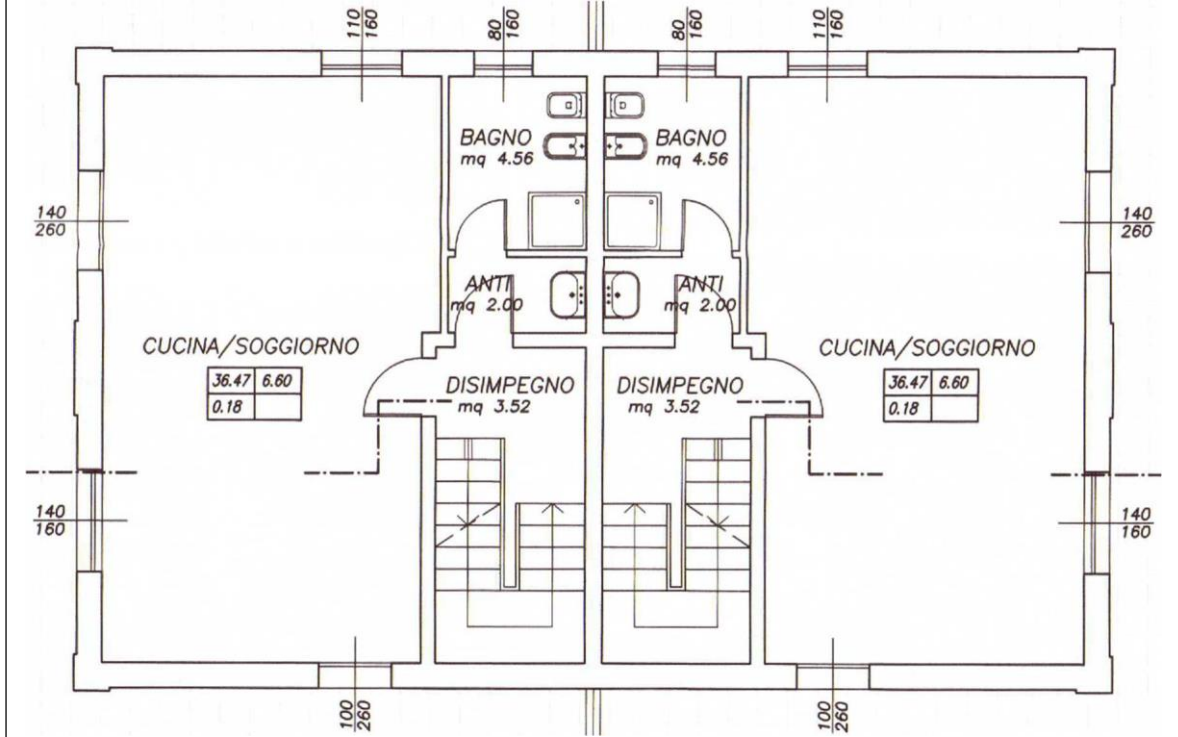 110
160
80
160
80
160
110
160
BAGNO
mq 4.56
BAGNO
mq 4.56
140
260
140
260
ANTI
mq 2.00
ANTI
mq 2.00
CUCINA/SOGGIORNO
36.47 6.60
0.18
DISIMPEGNO
mq 3.52
DISIMPEGNO
mq 3.52
CUCINA/SOGGIORNO
36.47 6.60
0.18
140
160
140
160
100
260
100
260